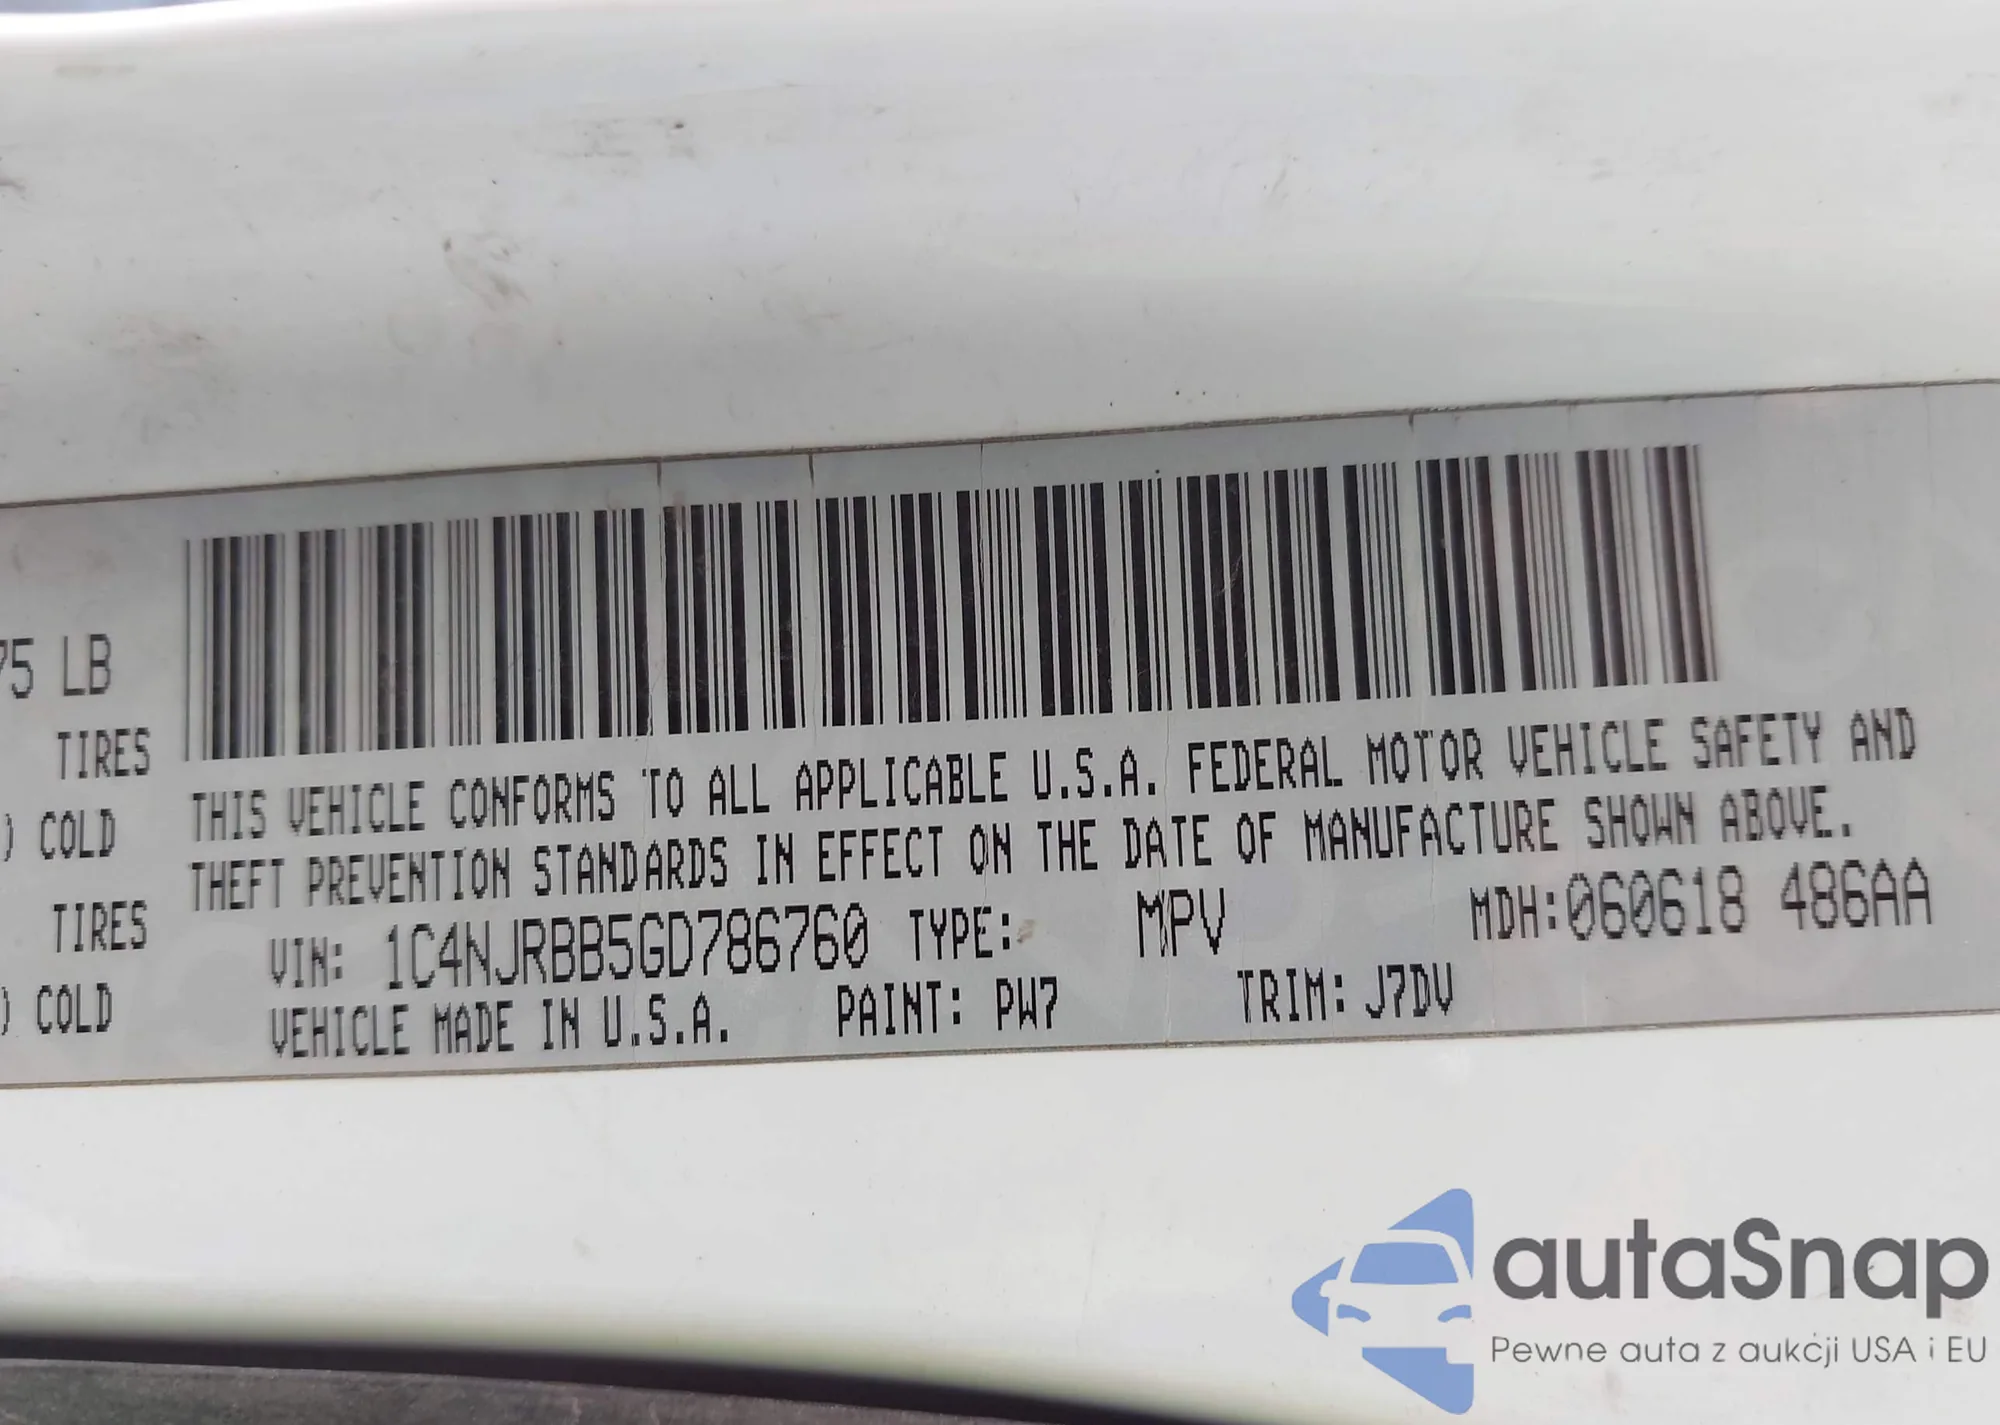 75 LB
TIRES
) COLD
TIRES
) COLD
THIS VEHICLE CONFORMS TO ALL APPLICABLE U.S.A. FEDERAL MOTOR VEHICLE SAFETY AND
THEFT PREVENTION STANDARDS IN EFFECT ON THE DATE OF MANUFACTURE SHOWN ABOVE.
VIN: 1C4NJRBB5GD786760 TYPE: MPV MDH:060618 486AA
VEHICLE MADE IN U.S.A. PAINT: PW7 TRIM: J7DV
autaSnap
Pewne auta z aukcji USA i EU